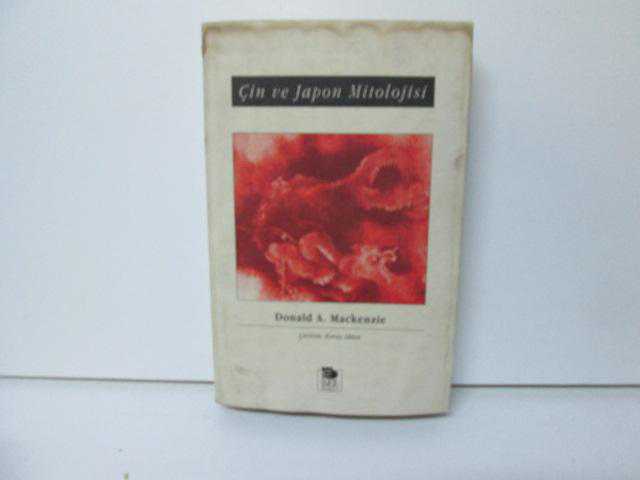 Çin ve Japon Mitolojisi
Donald A. Mackenzie